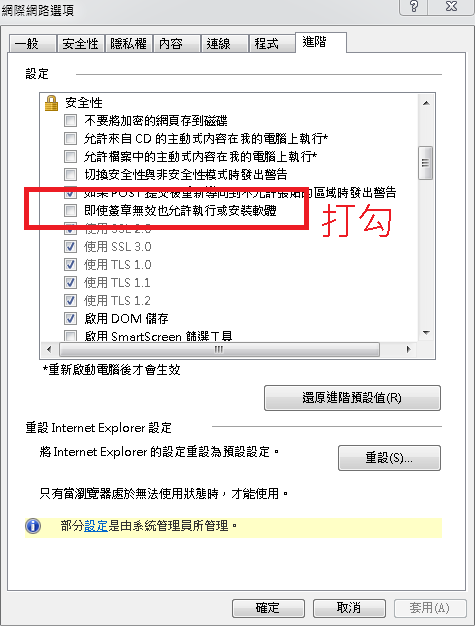 網際網路選項
一般 安全性 隱私權 內容 連線 程式 進階
設定
安全性
不要將加密的網頁存到磁碟
允許來自 CD 的主動式內容在我的電腦上執行*
允許檔案中的主動式內容在我的電腦上執行*
切換安全性與非安全性模式時發出警告
如果 POST 提交後重新導向到不允許張貼的區域時發出警告
即使簽章無效也允許執行或安裝軟體
打勾
使用 SSL 2.0
使用 SSL 3.0
使用 TLS 1.0
使用 TLS 1.1
使用 TLS 1.2
啟用 DOM 儲存
啟用 SmartScreen 篩選工具
*重新啟動電腦後才會生效
還原進階預設值(R)
重設 Internet Explorer 設定
將 Internet Explorer 的設定重設為預設設定。
重設(S)...
只有當瀏覽器處於無法使用狀態時，才能使用。
部分設定是由系統管理員所管理。
確定 取消 套用(A)